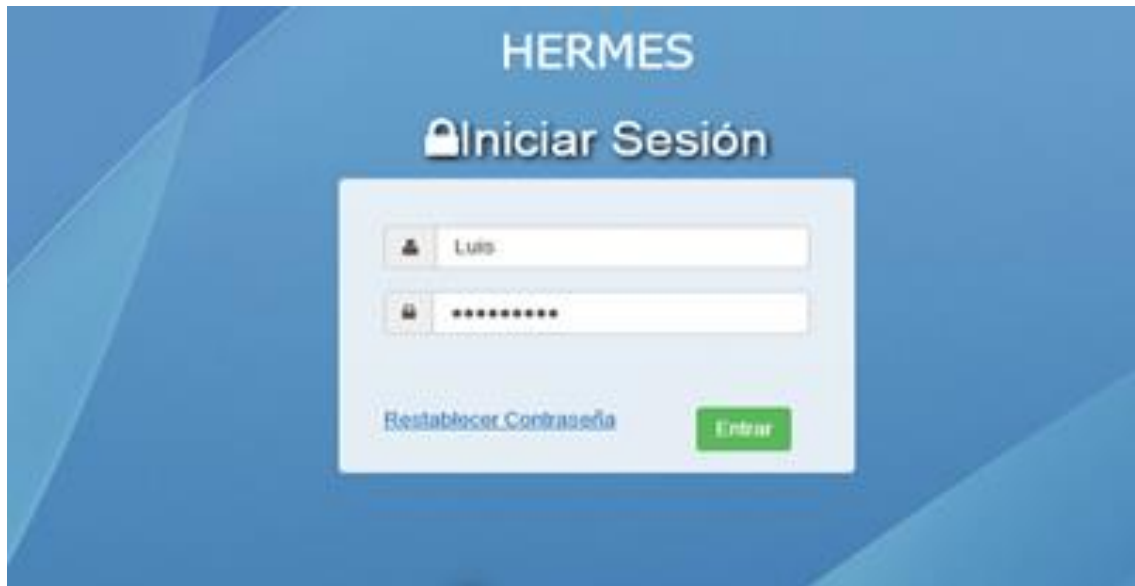 HERMES
Iniciar Sesión
Luis
•••••••••
Restablecer Contraseña
Entrar